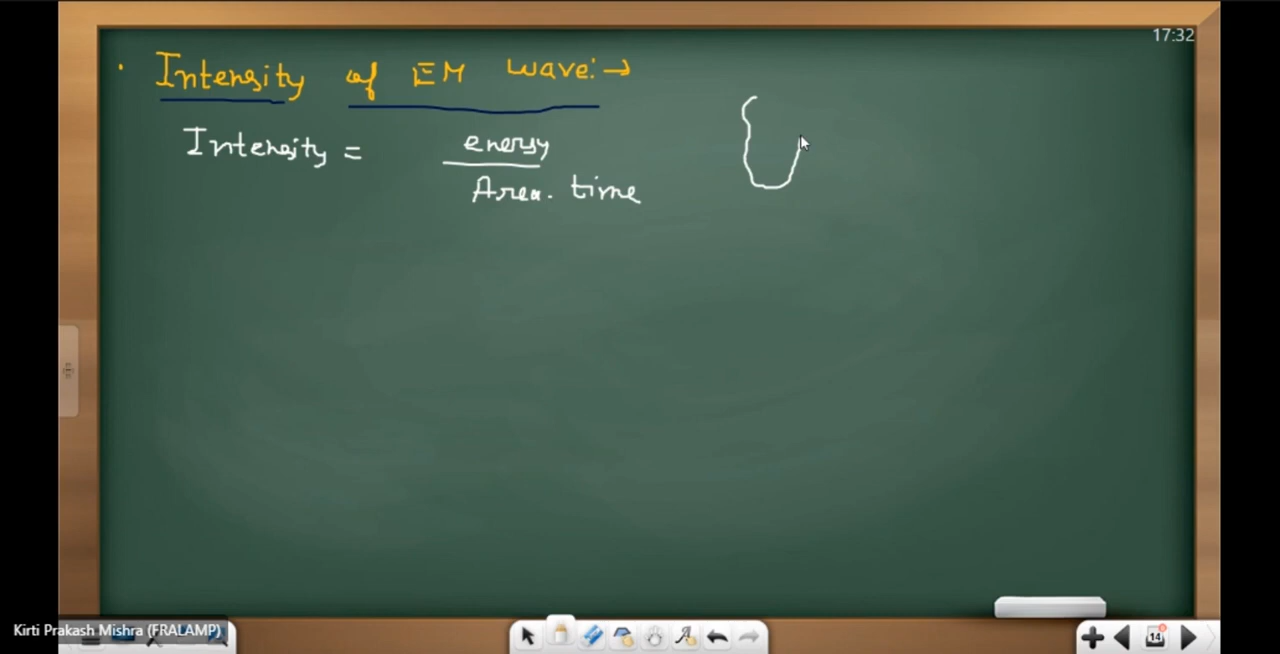 17:32
· Intensity of EM wave:→
Intensity = energy
Area. time
14
Kirti Prakash Mishra (FRALAMP)